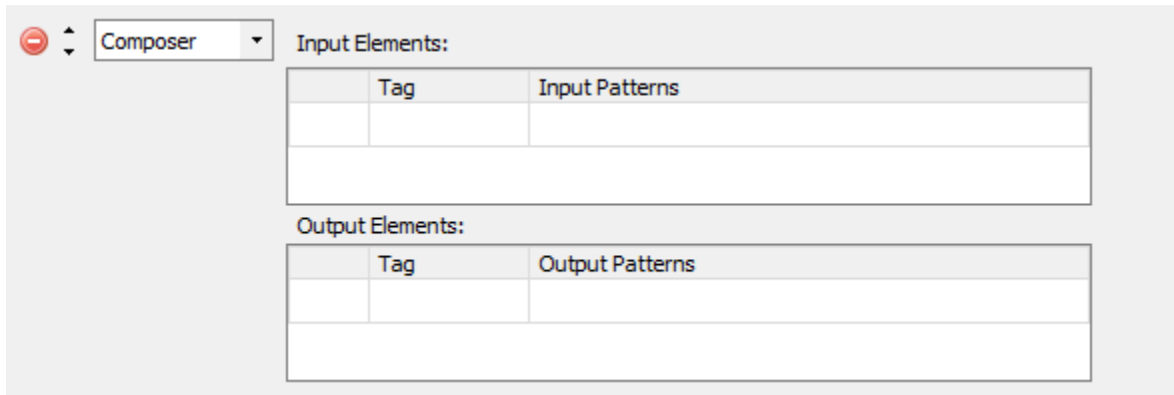 Composer
Input Elements:
Tag Input Patterns
Output Elements:
Tag Output Patterns